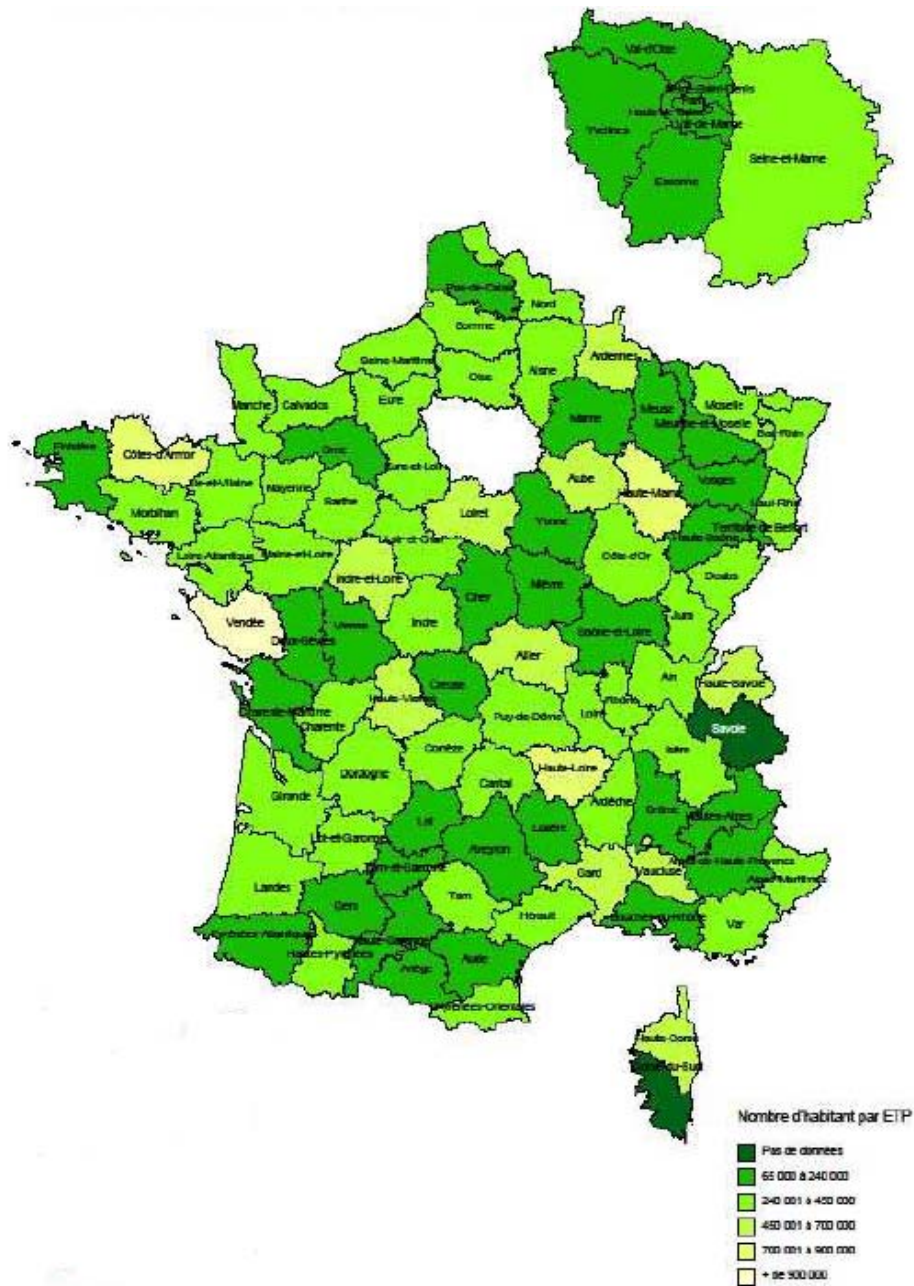 Val-d'Oise
Yvelines
Essonne
Seine-et-Marne
Pas-de-Calais
Nord
Somme
Seine-Maritime
Oise
Aisne
Ardennes
Manche
Calvados
Eure
Marne
Meuse
Moselle
Meurthe-et-Moselle
Bas-Rhin
Finistère
Côtes-d'Armor
Orne
Eure-et-Loir
Aube
Haute-Marne
Vosges
Haut-Rhin
Ille-et-Vilaine
Mayenne
Sarthe
Morbihan
Loiret
Yonne
Territoire de Belfort
Haute-Saône
Loire-Atlantique
Maine-et-Loire
Loir-et-Cher
Indre-et-Loire
Côte-d'Or
Doubs
Cher
Nièvre
Vendée
Deux-Sèvres
Vienne
Indre
Saône-et-Loire
Jura
Allier
Ain
Haute-Savoie
Creuse
Haute-Vienne
Charente-Maritime
Charente
Puy-de-Dôme
Loire
Rhône
Savoie
Isère
Corrèze
Dordogne
Cantal
Haute-Loire
Gironde
Ardèche
Drôme
Hautes-Alpes
Lot
Lozère
Aveyron
Lot-et-Garonne
Tarn-et-Garonne
Gard
Vaucluse
Alpes-de-Haute-Provence
Alpes-Maritimes
Landes
Gers
Tarn
Hérault
Bouches-du-Rhône
Var
Pyrénées-Atlantiques
Hautes-Pyrénées
Haute-Garonne
Ariège
Aude
Pyrénées-Orientales
Haute-Corse
Corse-du-Sud
Nombre d'habitant par ETP
Pas de données
65 000 à 240 000
240 001 à 450 000
450 001 à 700 000
700 001 à 900 000
+ de 900 000